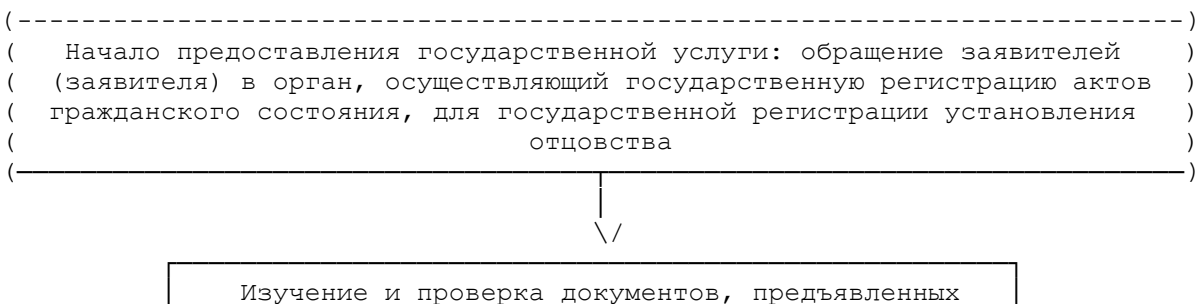 Начало предоставления государственной услуги: обращение заявителей
(заявителя) в орган, осуществляющий государственную регистрацию актов
гражданского состояния, для государственной регистрации установления
отцовства
Изучение и проверка документов, предъявленных